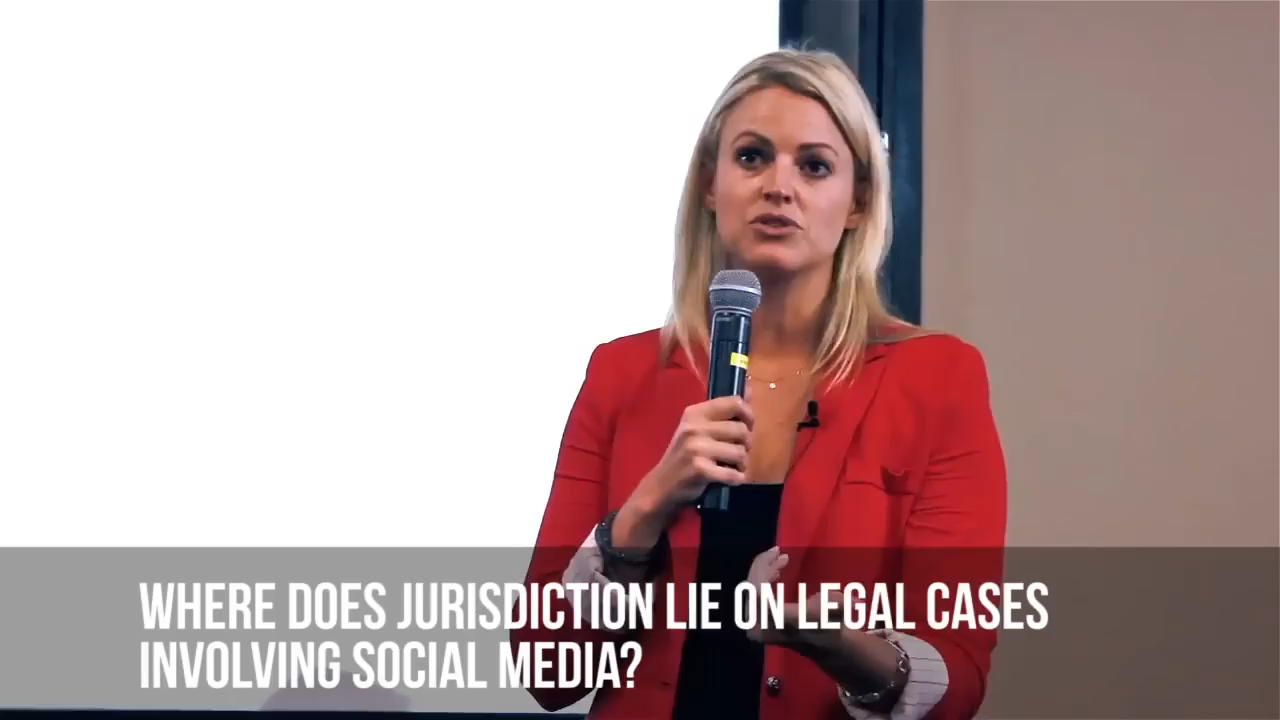 WHERE DOES JURISDICTION LIE ON LEGAL CASES
INVOLVING SOCIAL MEDIA?